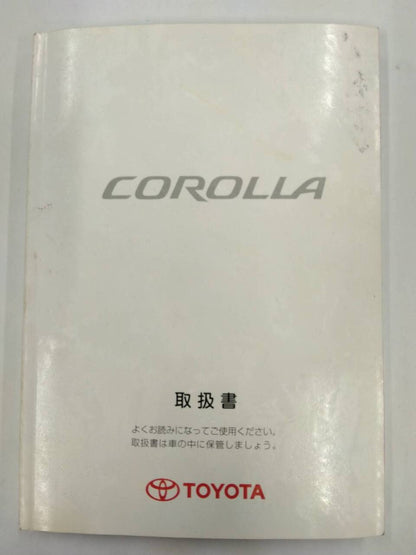 COROLLA
取扱書
よくお読みになってご使用ください。
取扱書は車の中に保管しましょう。
TOYOTA